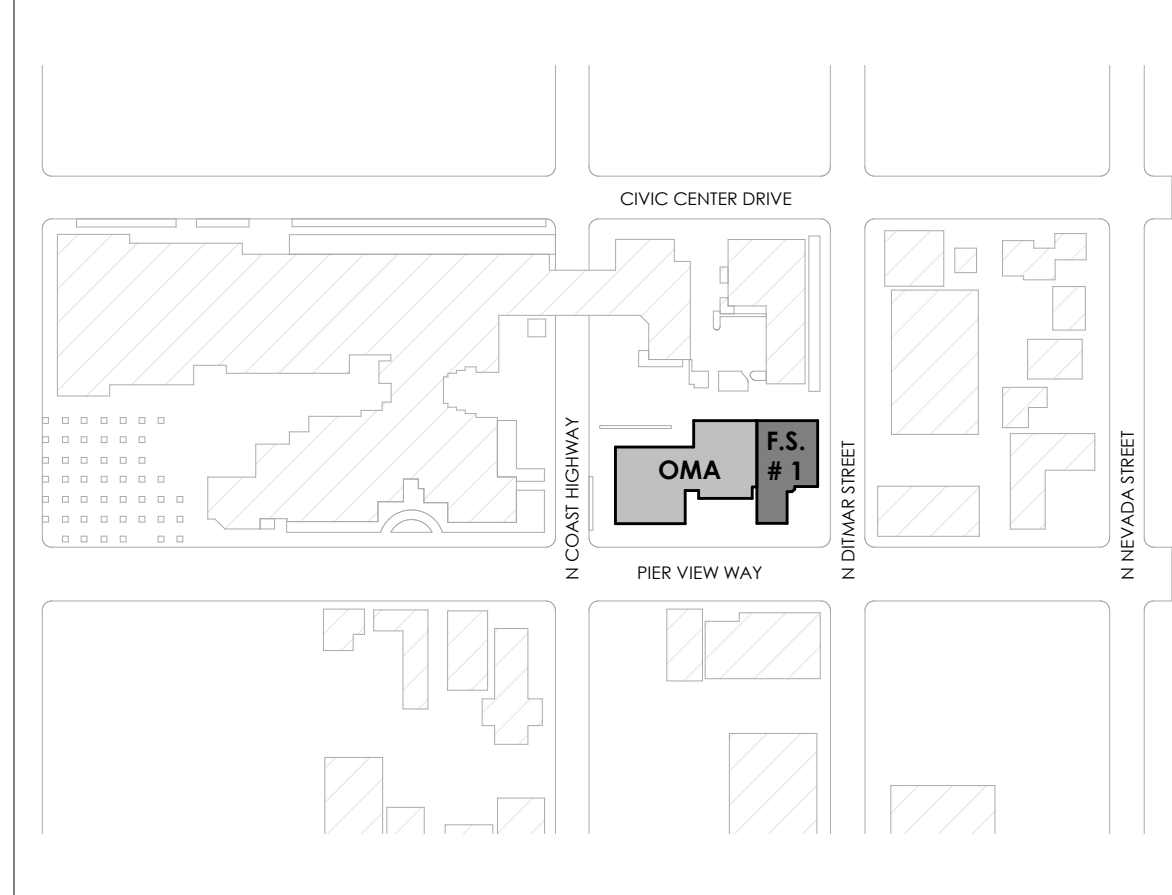 CIVIC CENTER DRIVE
F.S.
# 1
OMA
N COAST HIGHWAY
N DITMAR STREET
N NEVADA STREET
PIER VIEW WAY